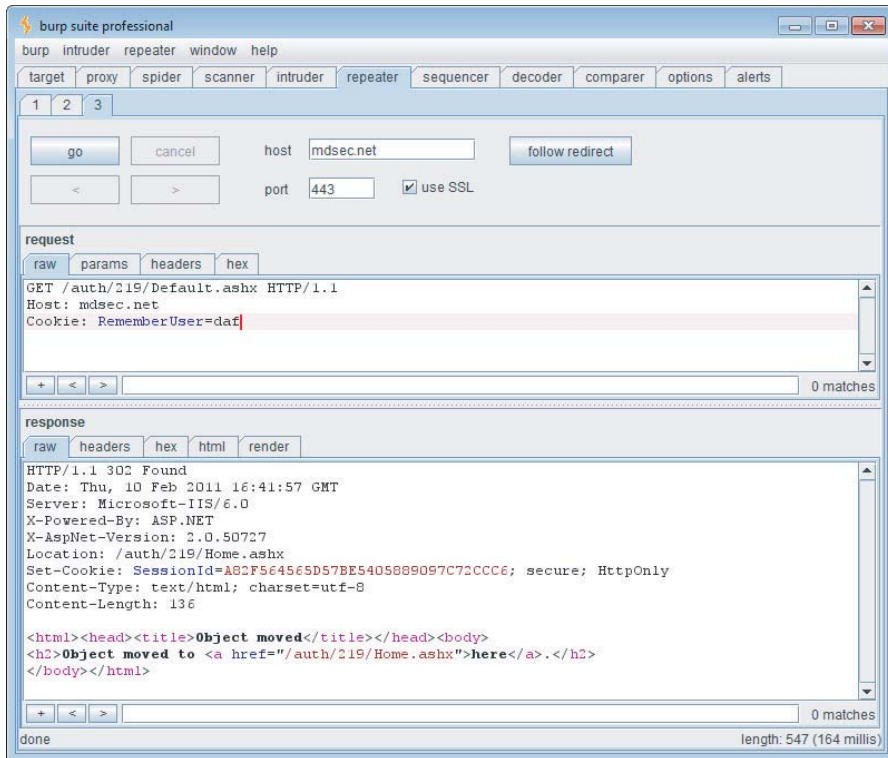 burp suite professional
burp intruder repeater window help
target proxy spider scanner intruder repeater sequencer decoder comparer options alerts
1 2 3
go cancel host mdsec.net follow redirect
< > port 443 use SSL
request
raw params headers hex
GET /auth/219/Default.ashx HTTP/1.1
Host: mdsec.net
Cookie: RememberUser=daf
+ < > 0 matches
response
raw headers hex html render
HTTP/1.1 302 Found
Date: Thu, 10 Feb 2011 16:41:57 GMT
Server: Microsoft-IIS/6.0
X-Powered-By: ASP.NET
X-AspNet-Version: 2.0.50727
Location: /auth/219/Home.ashx
Set-Cookie: SessionId=A82F564565D57BE5405889097C72CCC6; secure; HttpOnly
Content-Type: text/html; charset=utf-8
Content-Length: 136
<html><head><title>Object moved</title></head><body>
<h2>Object moved to <a href="/auth/219/Home.ashx">here</a>.</h2>
</body></html>
+ < > 0 matches
done length: 547 (164 millis)